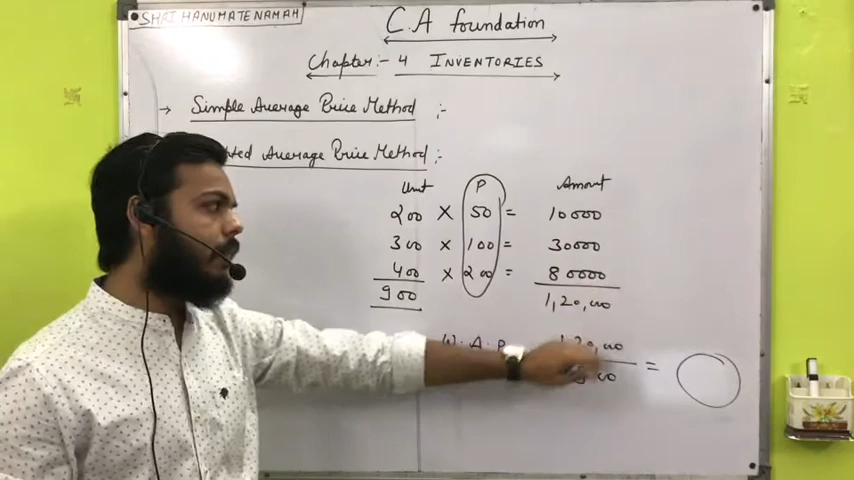 SHRI HANUMATE NAMAH
C.A foundation
Chapter:- 4 INVENTORIES
→ Simple Average Price Method :-
Average Price Method :-
Unit P Amount
200 × 50 = 10000
300 × 100 = 30000
400 × 200 = 80000
900 1,20,000
W.A.P
=